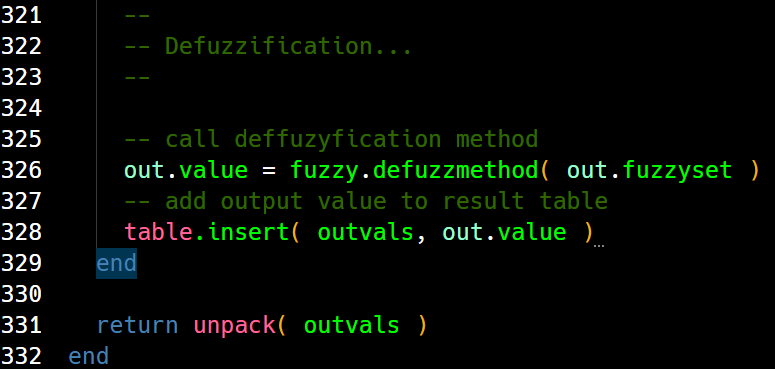 321 --
322 -- Defuzzification...
323 --
324
325 -- call deffuzyfication method
326 out.value = fuzzy.defuzzmethod( out.fuzzyset )
327 -- add output value to result table
328 table.insert( outvals, out.value )
329 end
330
331 return unpack( outvals )
332 end